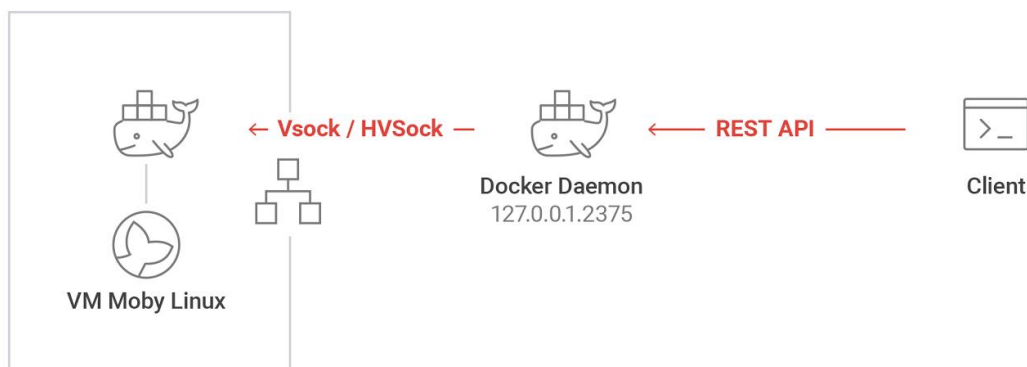 ← Vsock / HVSock —
← REST API —
Docker Daemon
127.0.0.1.2375
Client
VM Moby Linux